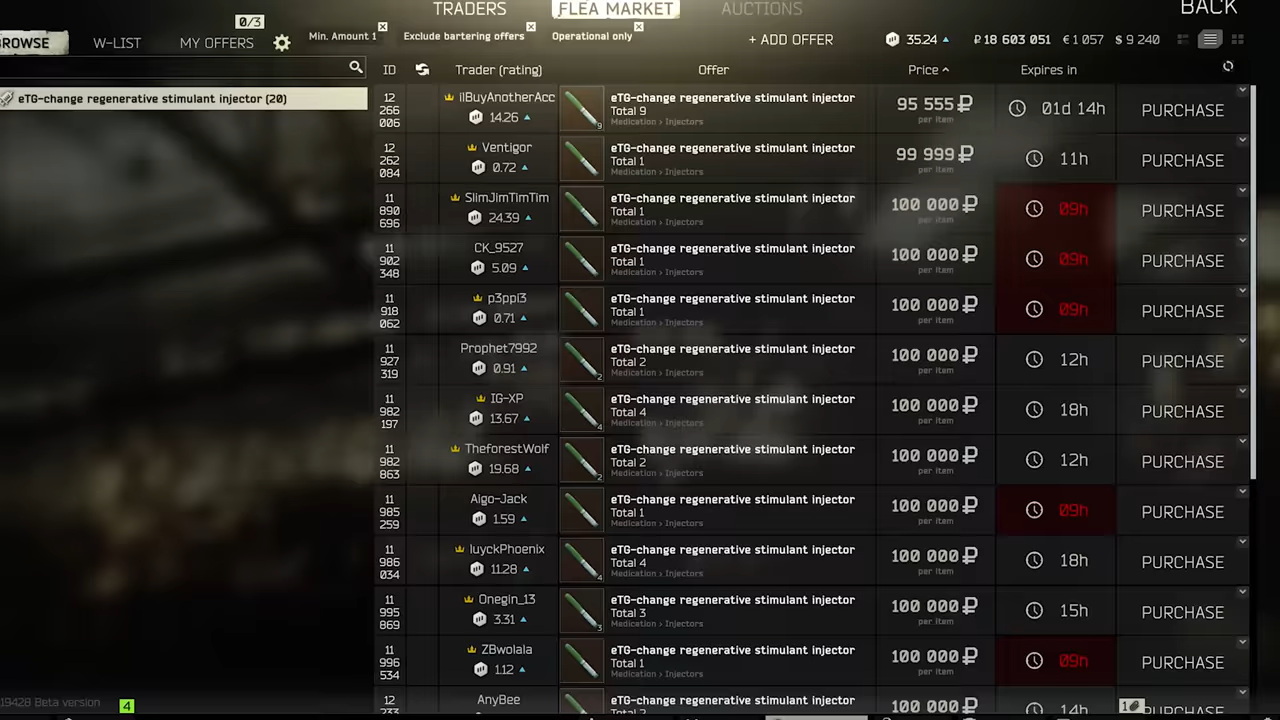 TRADERS FLEA MARKET AUCTIONS BACK
0/3
BROWSE W-LIST MY OFFERS Min. Amount 1 Exclude bartering offers Operational only + ADD OFFER 35.24 ₽ 18 603 051 € 1 057 $ 9 240
ID Trader (rating) Offer Price Expires in
eTG-change regenerative stimulant injector (20)
12 266 006 ilBuyAnotherAcc 14.26 9 eTG-change regenerative stimulant injector Total 9 Medication > Injectors 95 555 ₽ per item 01d 14h PURCHASE
12 262 084 Ventigor 0.72 eTG-change regenerative stimulant injector Total 1 Medication > Injectors 99 999 ₽ per item 11h PURCHASE
11 890 696 SlimJimTimTim 24.39 eTG-change regenerative stimulant injector Total 1 Medication > Injectors 100 000 ₽ per item 09h PURCHASE
11 902 348 CK_9527 5.09 eTG-change regenerative stimulant injector Total 1 Medication > Injectors 100 000 ₽ per item 09h PURCHASE
11 918 062 p3ppl3 0.71 eTG-change regenerative stimulant injector Total 1 Medication > Injectors 100 000 ₽ per item 09h PURCHASE
11 927 319 Prophet7992 0.91 2 eTG-change regenerative stimulant injector Total 2 Medication > Injectors 100 000 ₽ per item 12h PURCHASE
11 982 197 IG-XP 13.67 4 eTG-change regenerative stimulant injector Total 4 Medication > Injectors 100 000 ₽ per item 18h PURCHASE
11 982 863 TheforestWolf 19.68 2 eTG-change regenerative stimulant injector Total 2 Medication > Injectors 100 000 ₽ per item 12h PURCHASE
11 985 259 Algo-Jack 1.59 eTG-change regenerative stimulant injector Total 1 Medication > Injectors 100 000 ₽ per item 09h PURCHASE
11 986 034 luyckPhoenix 11.28 4 eTG-change regenerative stimulant injector Total 4 Medication > Injectors 100 000 ₽ per item 18h PURCHASE
11 995 869 Onegin_13 3.31 3 eTG-change regenerative stimulant injector Total 3 Medication > Injectors 100 000 ₽ per item 15h PURCHASE
11 996 534 ZBwolala 1.12 eTG-change regenerative stimulant injector Total 1 Medication > Injectors 100 000 ₽ per item 09h PURCHASE
12 AnyBee eTG-change regenerative stimulant injector 100 000 ₽ 14h PURCHASE
19428 Beta version 4 1